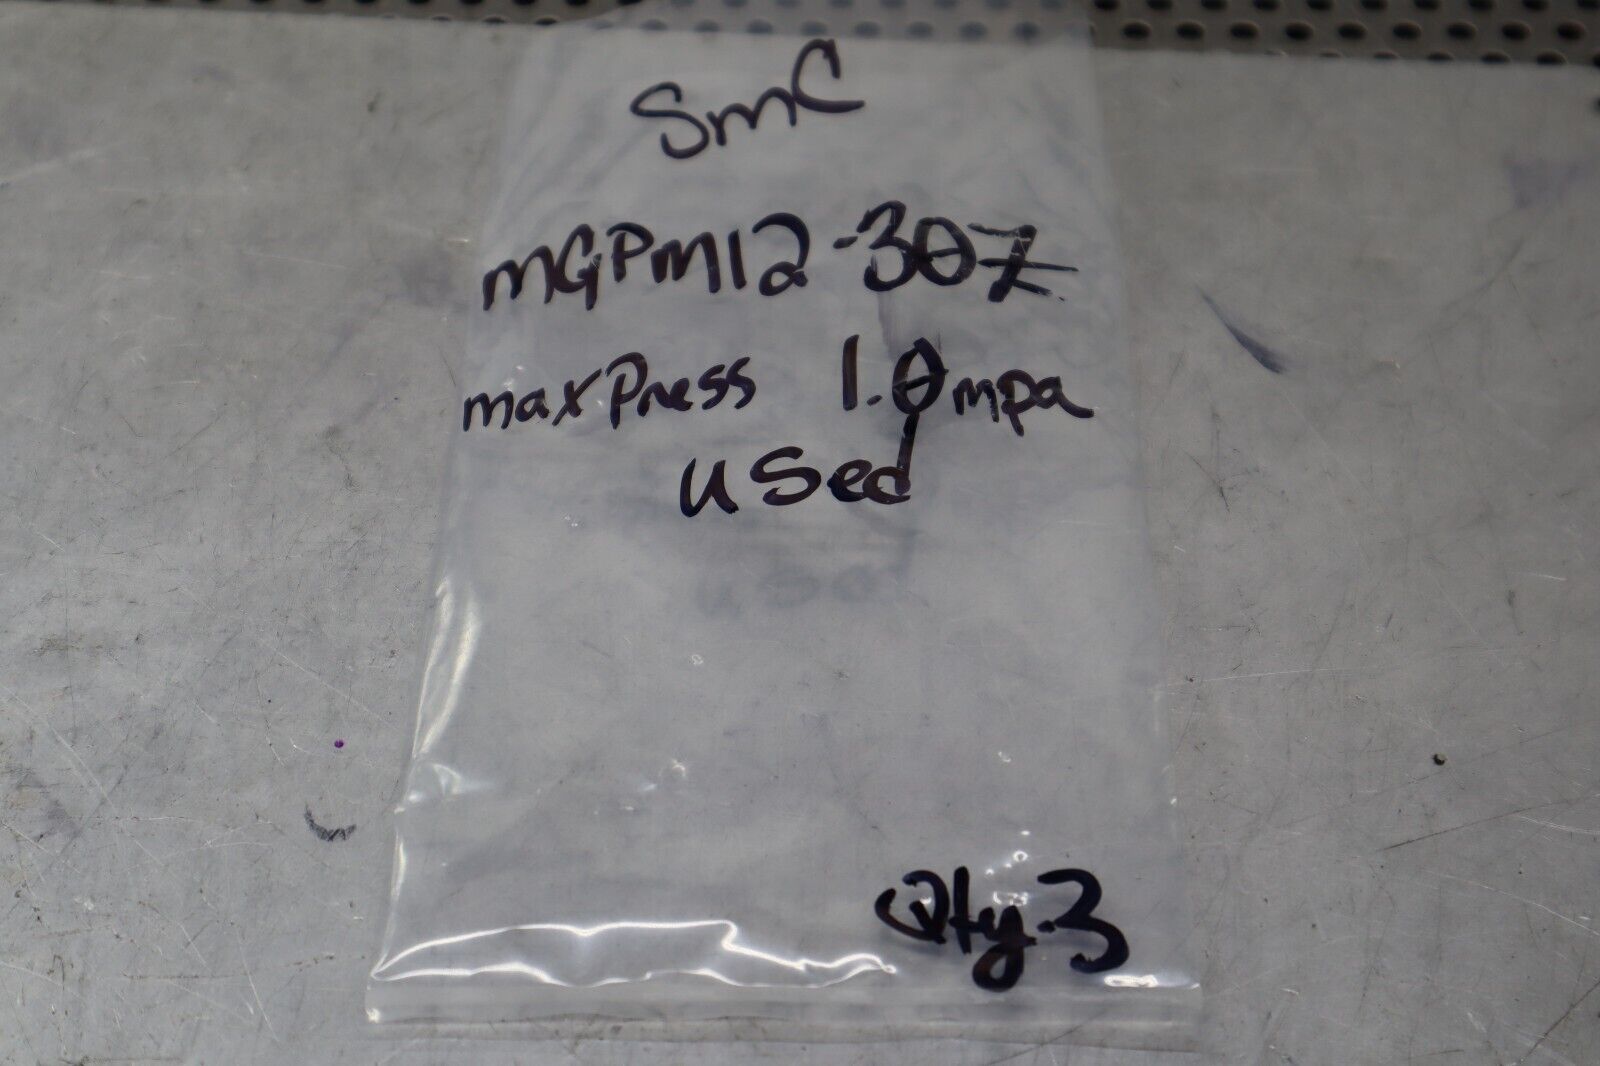 SmC
mGPM12-30Z
maxPress 1.0mpa
used
Qty-3